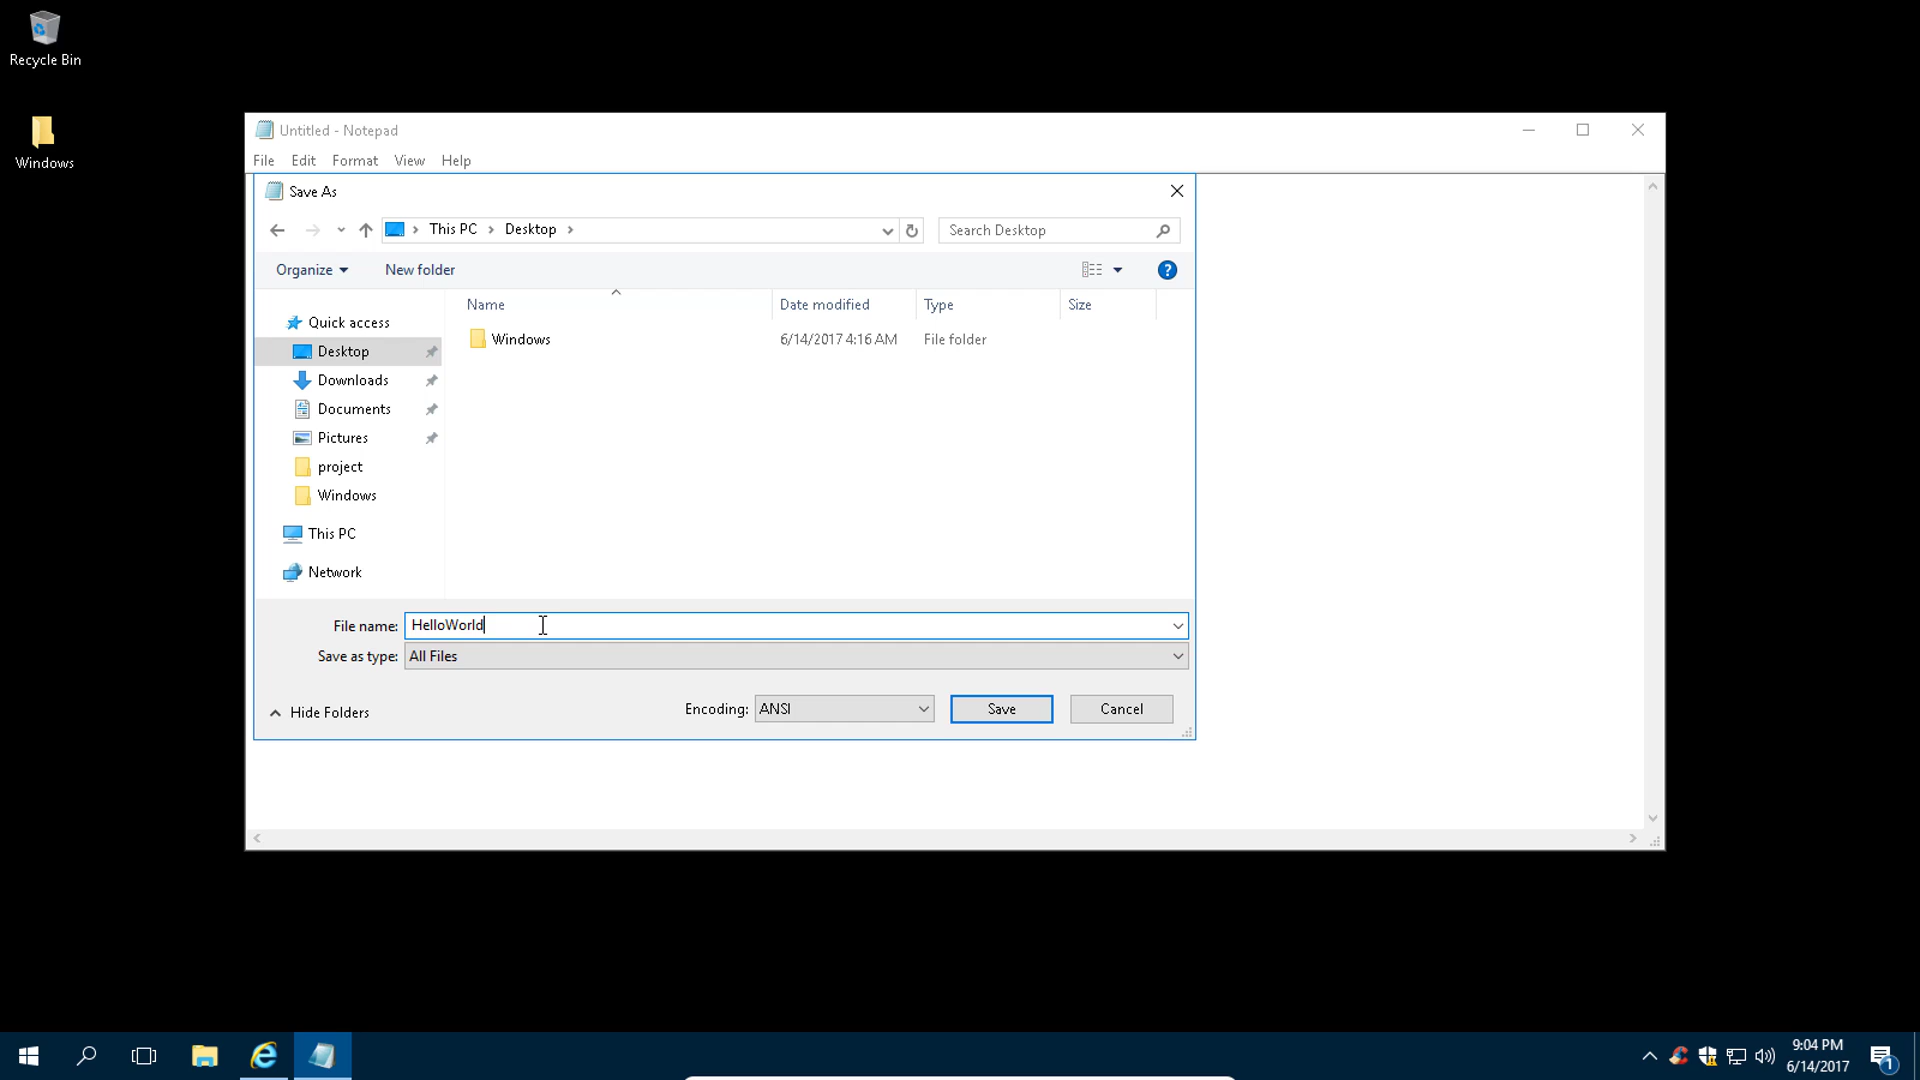 Recycle Bin
Windows
Untitled - Notepad
File Edit Format View Help
Save As
This PC Desktop
Search Desktop
Organize New folder
?
Name Date modified Type Size
Windows 6/14/2017 4:16 AM File folder
Quick access
Desktop
Downloads
Documents
Pictures
project
Windows
This PC
Network
File name: HelloWorld
Save as type: All Files
Hide Folders
Encoding: ANSI Save Cancel
9:04 PM
6/14/2017
1